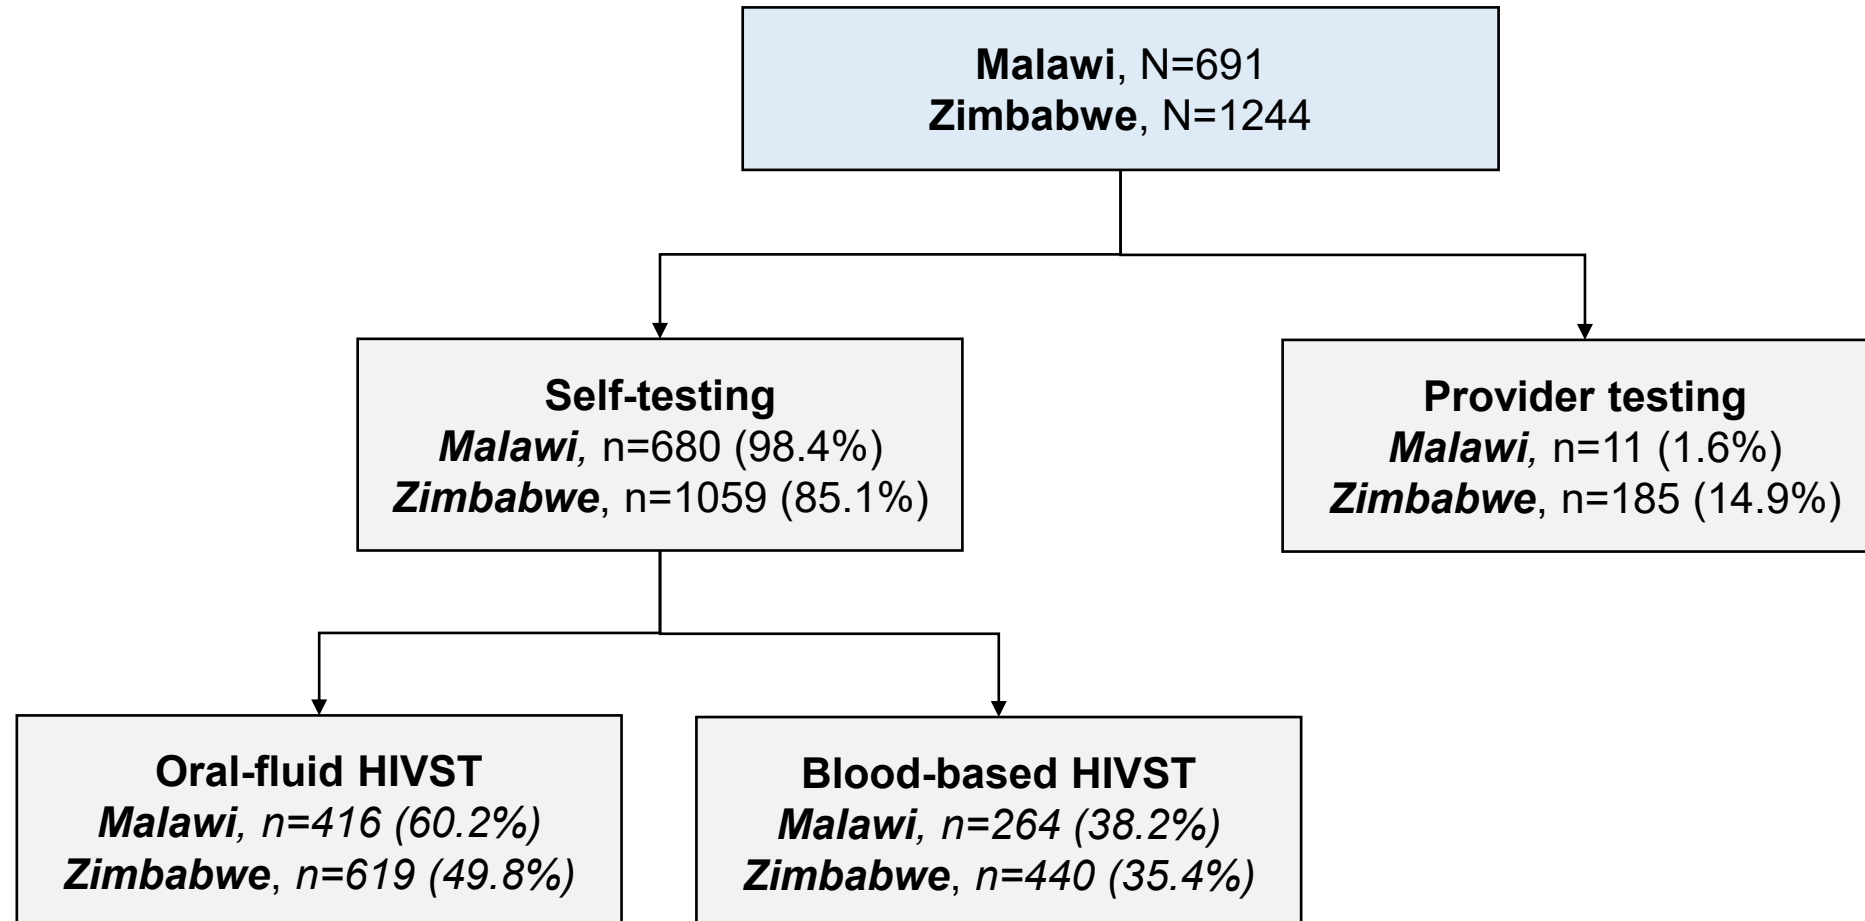 Malawi, N=691
Zimbabwe, N=1244
Self-testing
Malawi, n=680 (98.4%)
Zimbabwe, n=1059 (85.1%)
Provider testing
Malawi, n=11 (1.6%)
Zimbabwe, n=185 (14.9%)
Oral-fluid HIVST
Malawi, n=416 (60.2%)
Zimbabwe, n=619 (49.8%)
Blood-based HIVST
Malawi, n=264 (38.2%)
Zimbabwe, n=440 (35.4%)